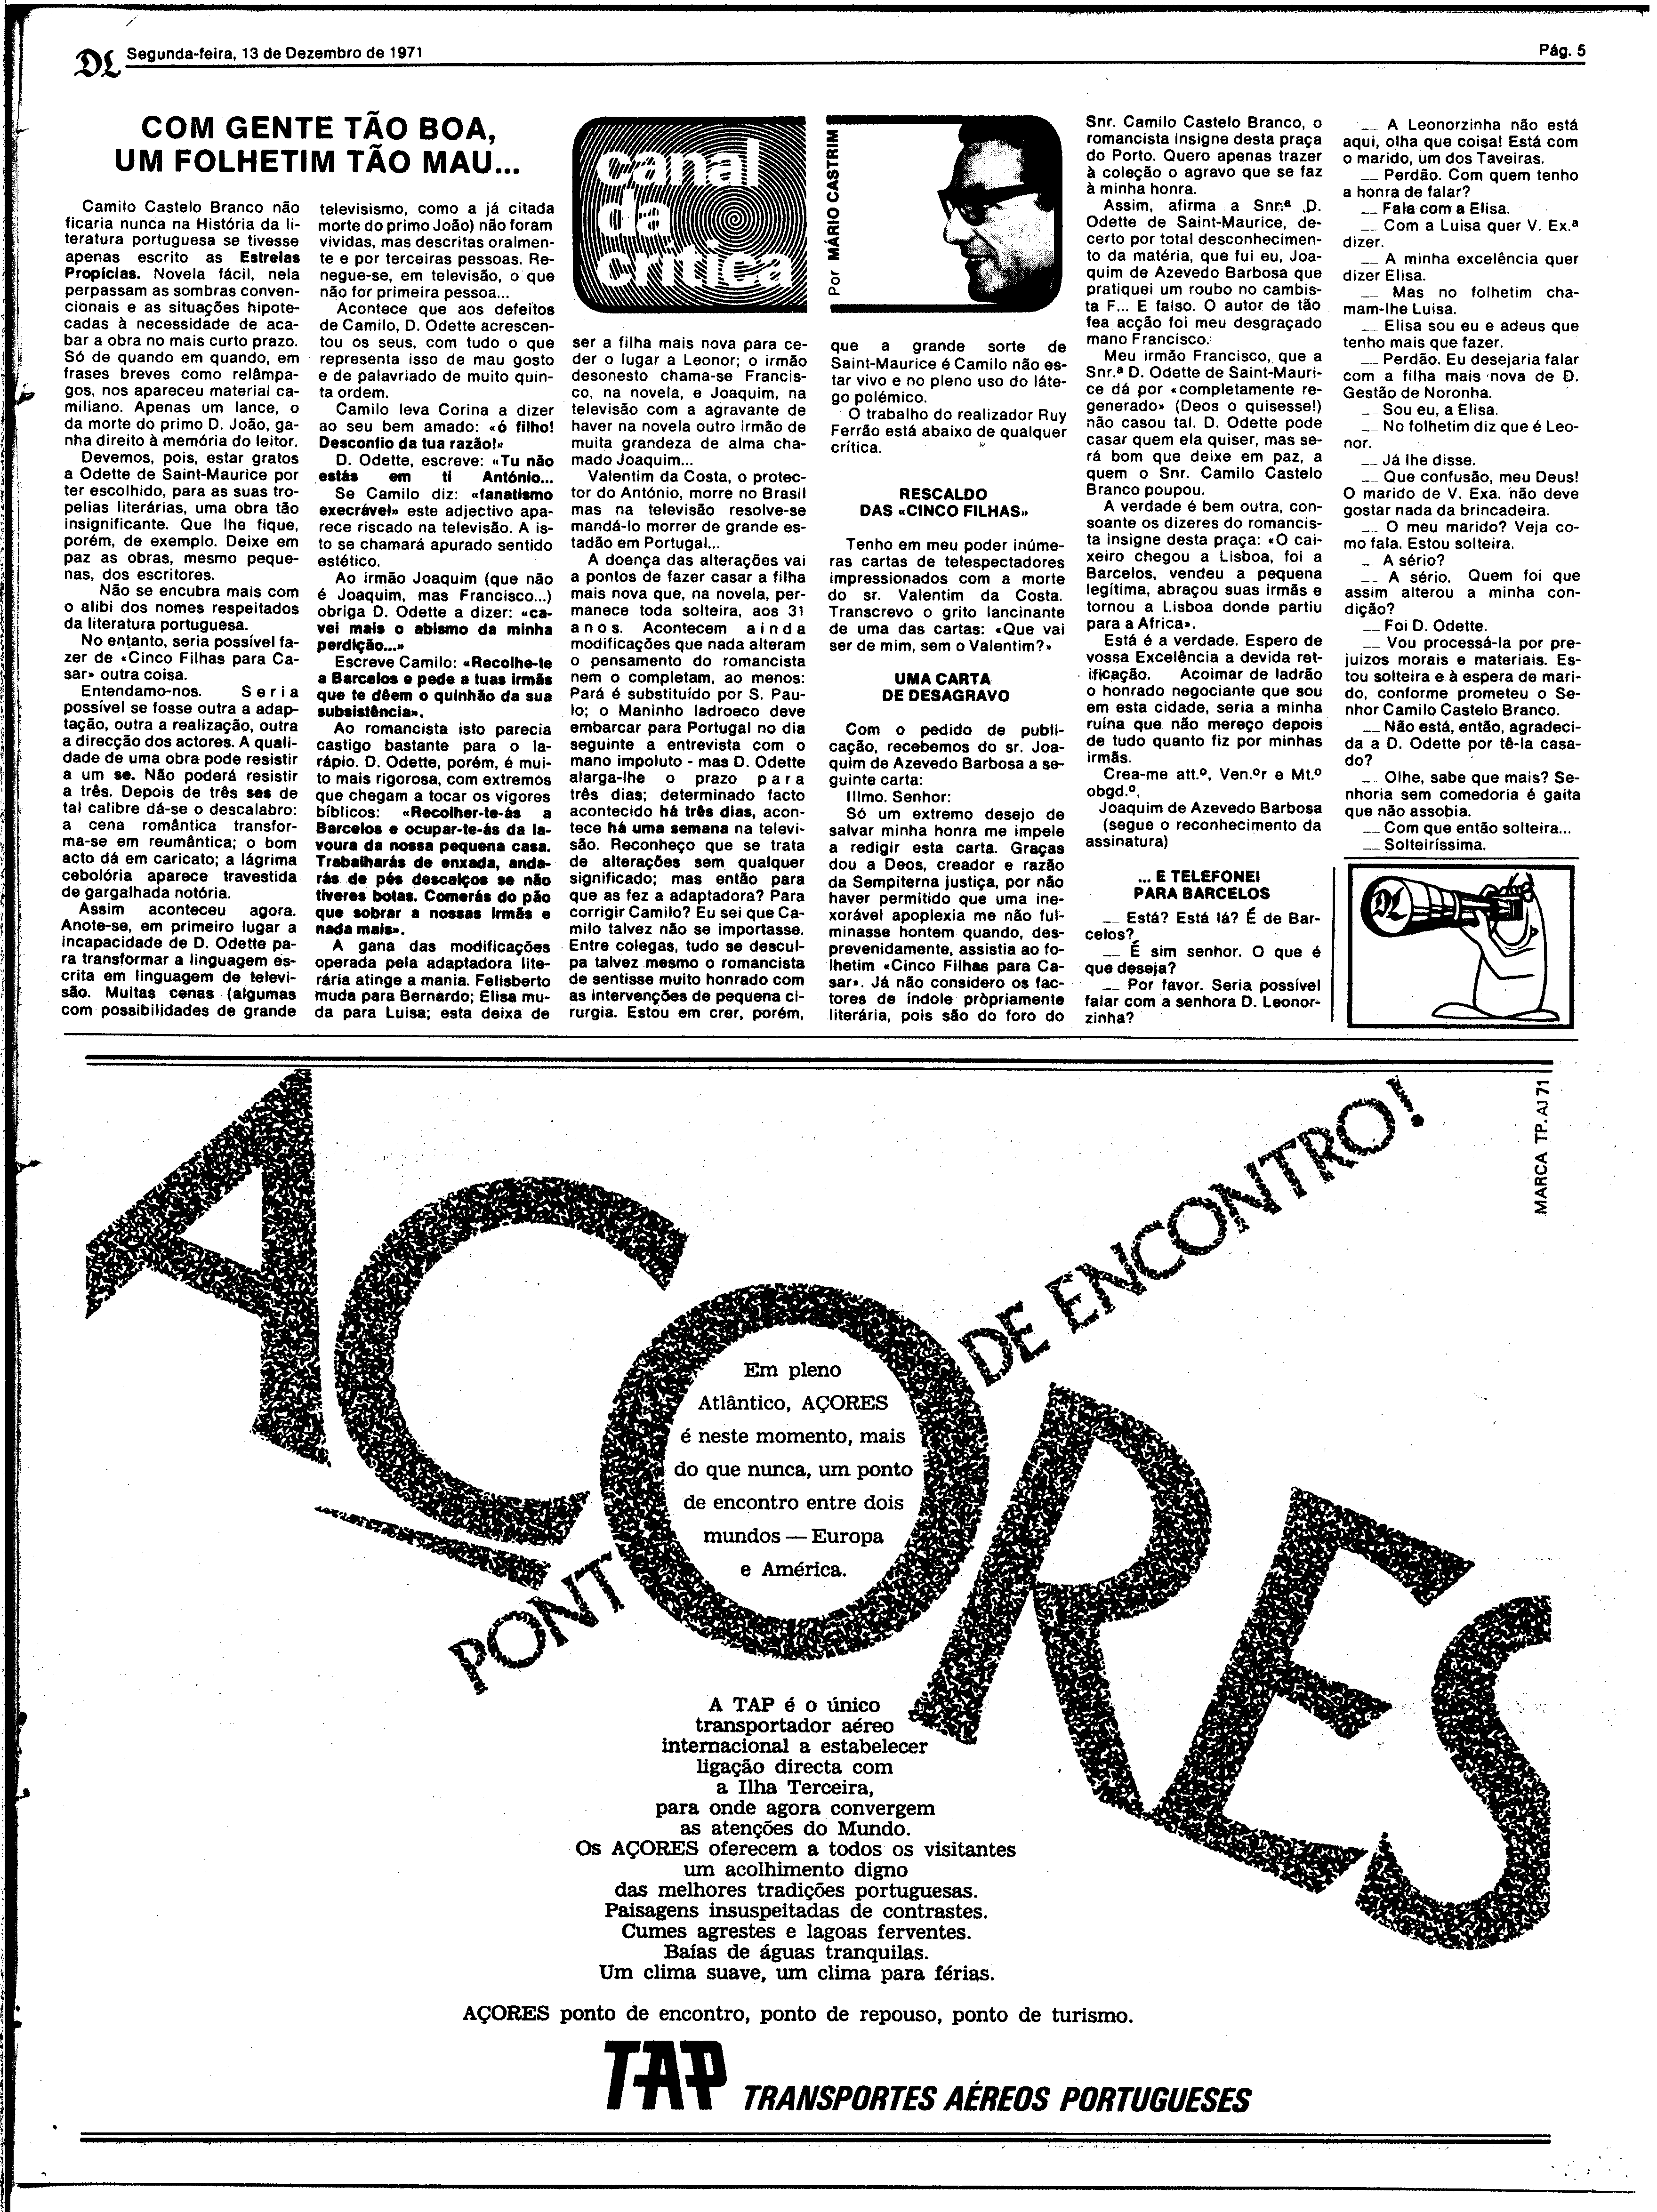 DL Segunda-feira, 13 de Dezembro de 1971
Pág. 5
COM GENTE TÃO BOA,
UM FOLHETIM TÃO MAU...
Camilo Castelo Branco não
ficaria nunca na História da li-
teratura portuguesa se tivesse
apenas escrito as Estrelas
Propícias. Novela fácil, nela
perpassam as sombras conven-
cionais e as situações hipote-
cadas à necessidade de aca-
bar a obra no mais curto prazo.
Só de quando em quando, em
frases breves como relâmpa-
gos, nos apareceu material ca-
miliano. Apenas um lance, o
da morte do primo D. João, ga-
nha direito à memória do leitor.
Devemos, pois, estar gratos
a Odette de Saint-Maurice por
ter escolhido, para as suas tro-
pelias literárias, uma obra tão
insignificante. Que lhe fique,
porém, de exemplo. Deixe em
paz as obras, mesmo peque-
nas, dos escritores.
Não se encubra mais com
o alibi dos nomes respeitados
da literatura portuguesa.
No entanto, seria possível fa-
zer de «Cinco Filhas para Ca-
sar» outra coisa.
Entendamo-nos. Seria
possível se fosse outra a adap-
tação, outra a realização, outra
a direcção dos actores. A quali-
dade de uma obra pode resistir
a um se. Não poderá resistir
a três. Depois de três ses de
tal calibre dá-se o descalabro:
a cena romântica transfor-
ma-se em reumântica; o bom
acto dá em caricato; a lágrima
cebolória aparece travestida
de gargalhada notória.
Assim aconteceu agora.
Anote-se, em primeiro lugar a
incapacidade de D. Odette pa-
ra transformar a linguagem es-
crita em linguagem de televi-
são. Muitas cenas (algumas
com possibilidades de grande
televisismo, como a já citada
morte do primo João) não foram
vividas, mas descritas oralmen-
te e por terceiras pessoas. Re-
negue-se, em televisão, o que
não for primeira pessoa...
Acontece que aos defeitos
de Camilo, D. Odette acrescen-
tou os seus, com tudo o que
representa isso de mau gosto
e de palavriado de muito quin-
ta ordem.
Camilo leva Corina a dizer
ao seu bem amado: «ó filho!
Desconfio da tua razão!»
D. Odette, escreve: «Tu não
estás em ti António...
Se Camilo diz: «fanatismo
execrável» este adjectivo apa-
rece riscado na televisão. A is-
to se chamará apurado sentido
estético.
Ao irmão Joaquim (que não
é Joaquim, mas Francisco...)
obriga D. Odette a dizer: «ca-
vei mais o abismo da minha
perdição...»
Escreve Camilo: «Recolhe-te
a Barcelos e pede a tuas irmãs
que te dêem o quinhão da sua
subsistência».
Ao romancista isto parecia
castigo bastante para o la-
rápio. D. Odette, porém, é mui-
to mais rigorosa, com extremos
que chegam a tocar os vigores
bíblicos: «Recolher-te-ás a
Barcelos e ocupar-te-ás da la-
voura da nossa pequena casa.
Trabalharás de enxada, anda-
rás de pés descalços se não
tiveres botas. Comerás do pão
que sobrar a nossas irmãs e
nada mais».
A gana das modificações
operada pela adaptadora lite-
rária atinge a mania. Felisberto
muda para Bernardo; Elisa mu-
da para Luisa; esta deixa de
canal
da
crítica
Por MÁRIO CASTRIM
ser a filha mais nova para ce-
der o lugar a Leonor; o irmão
desonesto chama-se Francis-
co, na novela, e Joaquim, na
televisão com a agravante de
haver na novela outro irmão de
muita grandeza de alma cha-
mado Joaquim...
Valentim da Costa, o protec-
tor do António, morre no Brasil
mas na televisão resolve-se
mandá-lo morrer de grande es-
tadão em Portugal...
A doença das alterações vai
a pontos de fazer casar a filha
mais nova que, na novela, per-
manece toda solteira, aos 31
anos. Acontecem ainda
modificações que nada alteram
o pensamento do romancista
nem o completam, ao menos:
Pará é substituído por S. Pau-
lo; o Maninho ladroeco deve
embarcar para Portugal no dia
seguinte a entrevista com o
mano impoluto - mas D. Odette
alarga-lhe o prazo para
três dias; determinado facto
acontecido há três dias, acon-
tece há uma semana na televi-
são. Reconheço que se trata
de alterações sem qualquer
significado; mas então para
que as fez a adaptadora? Para
corrigir Camilo? Eu sei que Ca-
milo talvez não se importasse.
Entre colegas, tudo se descul-
pa talvez mesmo o romancista
de sentisse muito honrado com
as intervenções de pequena ci-
rurgia. Estou em crer, porém,
que a grande sorte de
Saint-Maurice é Camilo não es-
tar vivo e no pleno uso do láte-
go polémico.
O trabalho do realizador Ruy
Ferrão está abaixo de qualquer
crítica.
RESCALDO
DAS «CINCO FILHAS»
Tenho em meu poder inúme-
ras cartas de telespectadores
impressionados com a morte
do sr. Valentim da Costa.
Transcrevo o grito lancinante
de uma das cartas: «Que vai
ser de mim, sem o Valentim?»
UMA CARTA
DE DESAGRAVO
Com o pedido de publi-
cação, recebemos do sr. Joa-
quim de Azevedo Barbosa a se-
guinte carta:
Illmo. Senhor:
Só um extremo desejo de
salvar minha honra me impele
a redigir esta carta. Graças
dou a Deos, creador e razão
da Sempiterna justiça, por não
haver permitido que uma ine-
xorável apoplexia me não ful-
minasse hontem quando, des-
prevenidamente, assistia ao fo-
lhetim «Cinco Filhas para Ca-
sar». Já não considero os fac-
tores de índole pròpriamente
literária, pois são do foro do
Snr. Camilo Castelo Branco, o
romancista insigne desta praça
do Porto. Quero apenas trazer
à coleção o agravo que se faz
à minha honra.
Assim, afirma a Snr.ª D.
Odette de Saint-Maurice, de-
certo por total desconhecimen-
to da matéria, que fui eu, Joa-
quim de Azevedo Barbosa que
pratiquei um roubo no cambis-
ta F... E falso. O autor de tão
fea acção foi meu desgraçado
mano Francisco.
Meu irmão Francisco, que a
Snr.ª D. Odette de Saint-Mauri-
ce dá por «completamente re-
generado» (Deos o quisesse!)
não casou tal. D. Odette pode
casar quem ela quiser, mas se-
rá bom que deixe em paz, a
quem o Snr. Camilo Castelo
Branco poupou.
A verdade é bem outra, con-
soante os dizeres do romancis-
ta insigne desta praça: «O cai-
xeiro chegou a Lisboa, foi a
Barcelos, vendeu a pequena
legítima, abraçou suas irmãs e
tornou a Lisboa donde partiu
para a Africa».
Está é a verdade. Espero de
vossa Excelência a devida ret-
ificação. Acoimar de ladrão
o honrado negociante que sou
em esta cidade, seria a minha
ruína que não mereço depois
de tudo quanto fiz por minhas
irmãs.
Crea-me att.º, Ven.ºr e Mt.º
obgd.º,
Joaquim de Azevedo Barbosa
(segue o reconhecimento da
assinatura)
... E TELEFONEI
PARA BARCELOS
__ Está? Está lá? É de Bar-
celos?
__ É sim senhor. O que é
que deseja?
__ Por favor. Seria possível
falar com a senhora D. Leonor-
zinha?
__ A Leonorzinha não está
aqui, olha que coisa! Está com
o marido, um dos Taveiras.
__ Perdão. Com quem tenho
a honra de falar?
__ Fala com a Elisa.
__ Com a Luisa quer V. Ex.ª
dizer.
__ A minha excelência quer
dizer Elisa.
__ Mas no folhetim cha-
mam-lhe Luisa.
__ Elisa sou eu e adeus que
tenho mais que fazer.
__ Perdão. Eu desejaria falar
com a filha mais nova de D.
Gestão de Noronha.
__ Sou eu, a Elisa.
__ No folhetim diz que é Leo-
nor.
__ Já lhe disse.
__ Que confusão, meu Deus!
O marido de V. Exa. não deve
gostar nada da brincadeira.
__ O meu marido? Veja co-
mo fala. Estou solteira.
__ A sério?
__ A sério. Quem foi que
assim alterou a minha con-
dição?
__ Foi D. Odette.
__ Vou processá-la por pre-
juizos morais e materiais. Es-
tou solteira e à espera de mari-
do, conforme prometeu o Se-
nhor Camilo Castelo Branco.
__ Não está, então, agradeci-
da a D. Odette por tê-la casa-
do?
__ Olhe, sabe que mais? Se-
nhoria sem comedoria é gaita
que não assobia.
__ Com que então solteira...
__ Solteiríssima.
DL
MARCA TP. AJ 71
AÇORES
PONTO DE ENCONTRO!
Em pleno
Atlântico, AÇORES
é neste momento, mais
do que nunca, um ponto
de encontro entre dois
mundos — Europa
e América.
A TAP é o único
transportador aéreo
internacional a estabelecer
ligação directa com
a Ilha Terceira,
para onde agora convergem
as atenções do Mundo.
Os AÇORES oferecem a todos os visitantes
um acolhimento digno
das melhores tradições portuguesas.
Paisagens insuspeitadas de contrastes.
Cumes agrestes e lagoas ferventes.
Baías de águas tranquilas.
Um clima suave, um clima para férias.
AÇORES ponto de encontro, ponto de repouso, ponto de turismo.
TAP TRANSPORTES AÉREOS PORTUGUESES